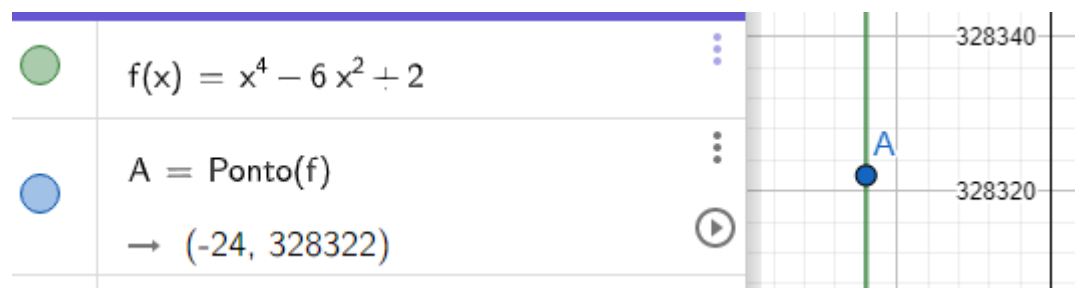 f(x) = x⁴ − 6 x² + 2
A = Ponto(f)
→ (-24, 328322)
328340
A
328320